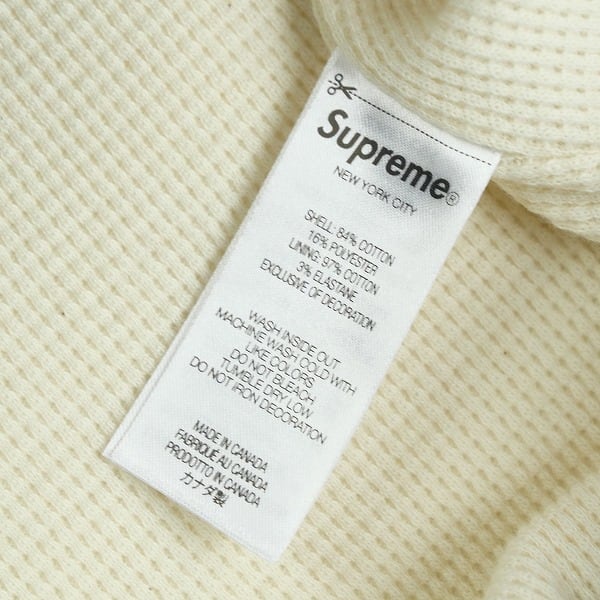 Supreme®
NEW YORK CITY
SHELL: 84% COTTON
16% POLYESTER
LINING: 97% COTTON
3% ELASTANE
EXCLUSIVE OF DECORATION
WASH INSIDE OUT
MACHINE WASH COLD WITH
LIKE COLORS
DO NOT BLEACH
TUMBLE DRY LOW
DO NOT IRON DECORATION
MADE IN CANADA
FABRIQUÉ AU CANADA
PRODOTTO IN CANADA
カナダ製